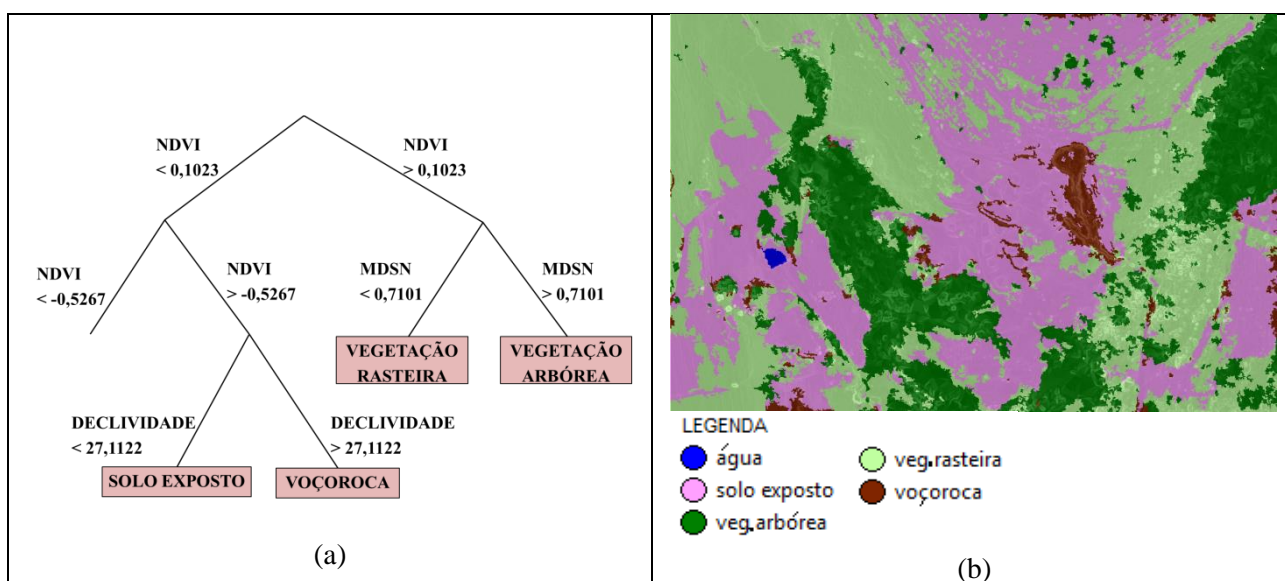 NDVI
< 0,1023
NDVI
> 0,1023
NDVI
< -0,5267
NDVI
> -0,5267
MDSN
< 0,7101
MDSN
> 0,7101
VEGETAÇÃO
RASTEIRA
VEGETAÇÃO
ARBÓREA
DECLIVIDADE
< 27,1122
DECLIVIDADE
> 27,1122
SOLO EXPOSTO
VOÇOROCA
(a)
LEGENDA
água
solo exposto
veg.arbórea
veg.rasteira
voçoroca
(b)